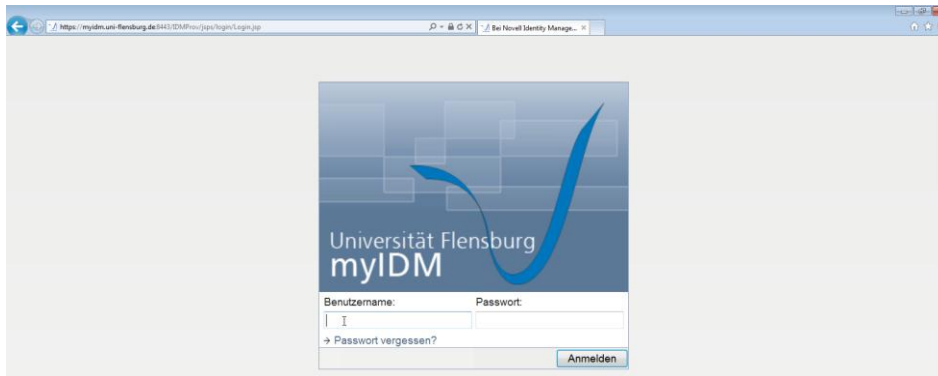 https://myidm.uni-flensburg.de:8443/IDMProv/jsps/login/Login.jsp
Bei Novell Identity Manage...
Universität Flensburg
myIDM
Benutzername:
Passwort:
→ Passwort vergessen?
Anmelden